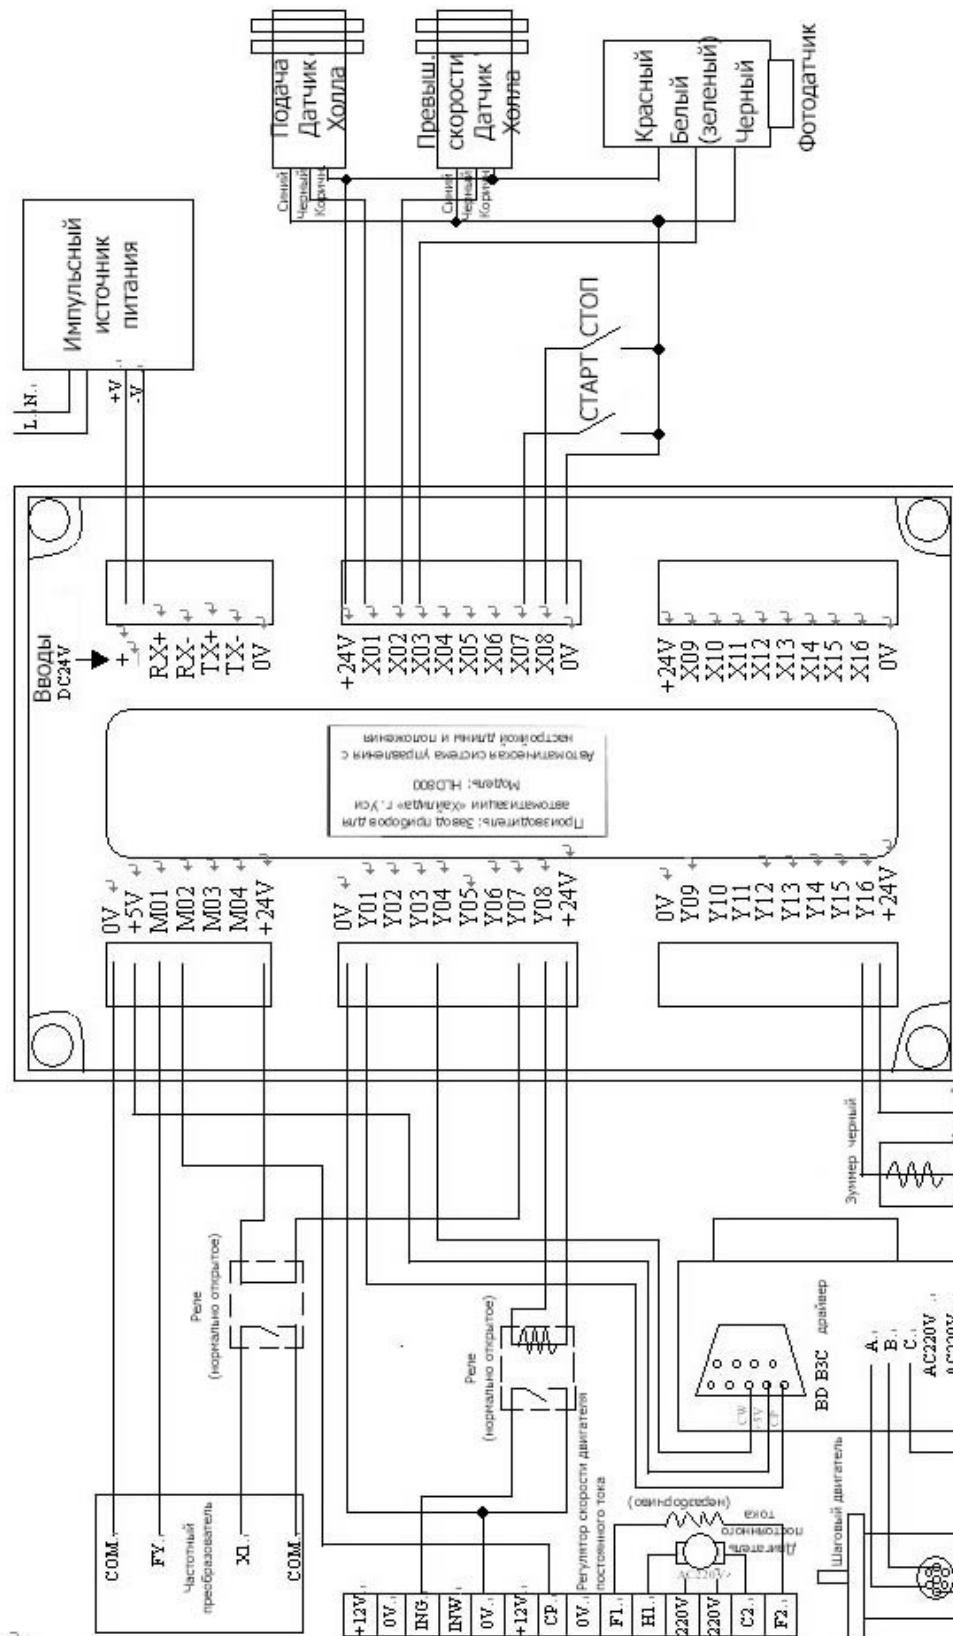 Подача
Датчик
Холла
Синий
Черный
Коричн.
Превыш.
скорости
Датчик
Холла
Синий
Черный
Коричн.
Красный
Белый
(зеленый)
Черный
Фотодатчик
Импульсный
источник
питания
L. N.
+V
-V
СТАРТ СТОП
Вводы
DC24V
+
-
RX+
RX-
TX+
TX-
0V
+24V
X01
X02
X03
X04
X05
X06
X07
X08
0V
+24V
X09
X10
X11
X12
X13
X14
X15
X16
0V
Производитель: Завод приборов для
автоматизации «Хайлида» г. Уси
Модель: HLD800
Автоматическая система управления с
настройкой длины и положения
0V
+5V
M01
M02
M03
M04
+24V
0V
Y01
Y02
Y03
Y04
Y05
Y06
Y07
Y08
+24V
0V
Y09
Y10
Y11
Y12
Y13
Y14
Y15
Y16
+24V
Зуммер черный
Реле
(нормально открытое)
Реле
(нормально открытое)
CW
+5V
CP
BD B3C драйвер
A.
B.
C.
AC220V
AC220V
Частотный
преобразователь
COM.
FY.
X1.
COM.
Регулятор скорости двигателя
постоянного тока
+12V
0V.
ING
INW
0V.
+12V
CP.
0V.
F1.
H1.
220V
220V
C2.
F2.
(неразборчиво)
Двигатель
постоянного
тока
AC220V
Шаговый двигатель